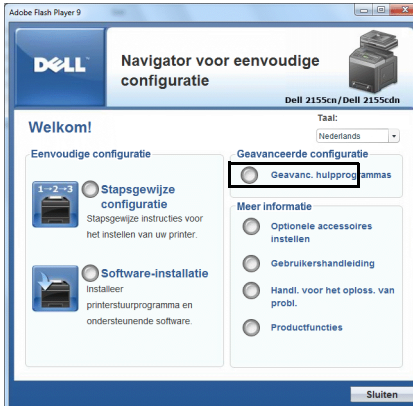 Adobe Flash Player 9
DELL
Navigator voor eenvoudige
configuratie
Dell 2155cn/Dell 2155cdn
Welkom!
Taal:
Nederlands
Eenvoudige configuratie
1→2→3
Stapsgewijze
configuratie
Stapsgewijze instructies voor
het instellen van uw printer.
Software-installatie
Installeer
printerstuurprogramma en
ondersteunende software.
Geavanceerde configuratie
Geavanc. hulpprogrammas
Meer informatie
Optionele accessoires
instellen
Gebruikershandleiding
Handl. voor het oploss. van
probl.
Productfuncties
Sluiten